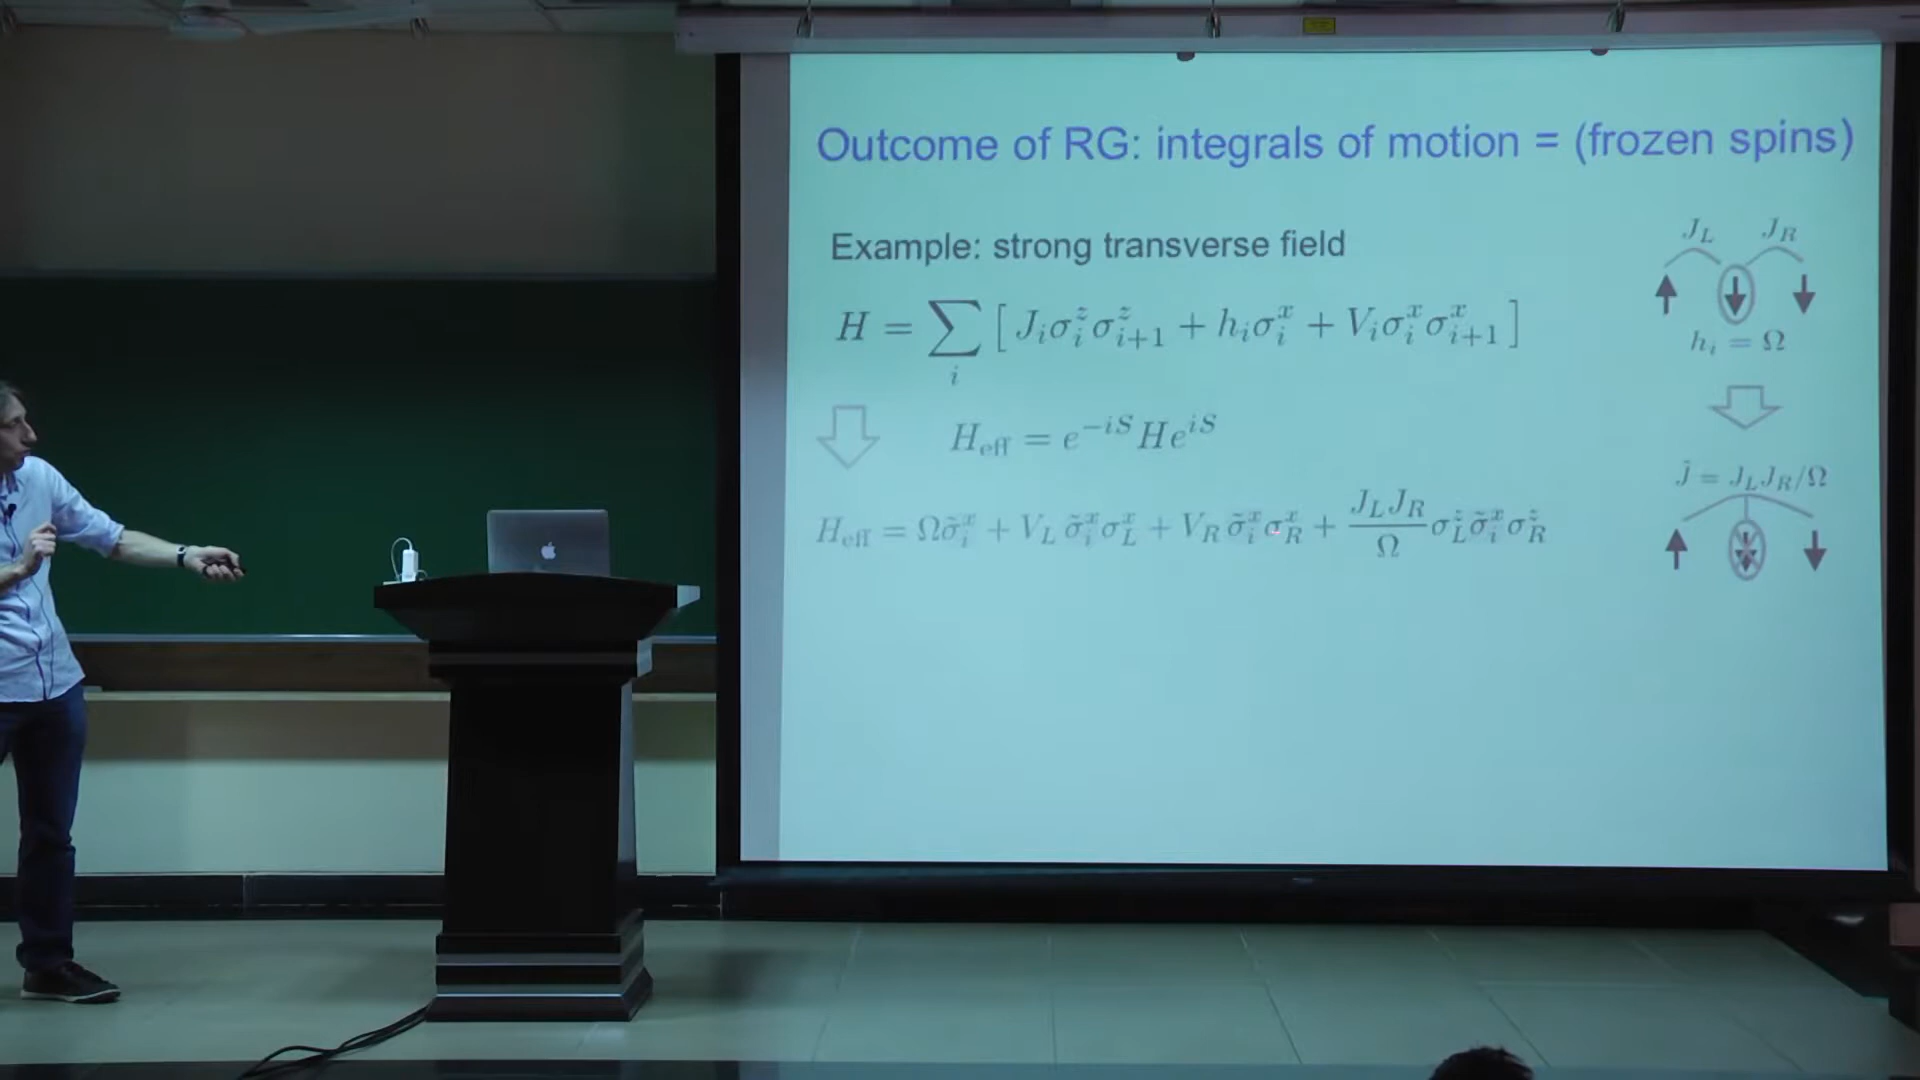 Outcome of RG: integrals of motion = (frozen spins)
Example: strong transverse field
J_L J_R
H = \sum_i [ J_i σ_i^z σ_{i+1}^z + h_i σ_i^x + V_i σ_i^x σ_{i+1}^x ]
h_i = Ω
H_eff = e^{-iS} H e^{iS}
J̃ = J_L J_R/Ω
H_eff = Ω σ̃_i^x + V_L σ̃_i^x σ_L^x + V_R σ̃_i^x σ_R^x + \frac{J_L J_R}{Ω} σ_L^z σ̃_i^x σ_R^z